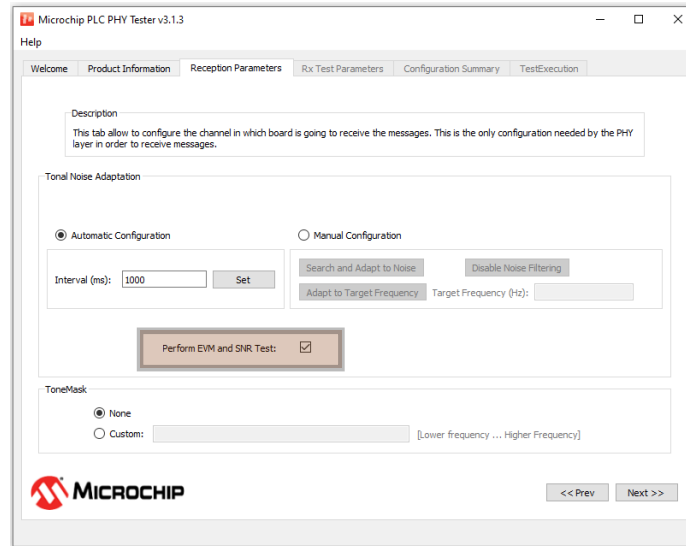 Microchip PLC PHY Tester v3.1.3
Help
Welcome Product Information Reception Parameters Rx Test Parameters Configuration Summary TestExecution
Description
This tab allow to configure the channel in which board is going to receive the messages. This is the only configuration needed by the PHY
layer in order to receive messages.
Tonal Noise Adaptation
Automatic Configuration Manual Configuration
Search and Adapt to Noise Disable Noise Filtering
Interval (ms): 1000 Set
Adapt to Target Frequency Target Frequency (Hz):
Perform EVM and SNR Test:
ToneMask
None
Custom: [Lower frequency ... Higher Frequency]
MICROCHIP
<< Prev Next >>